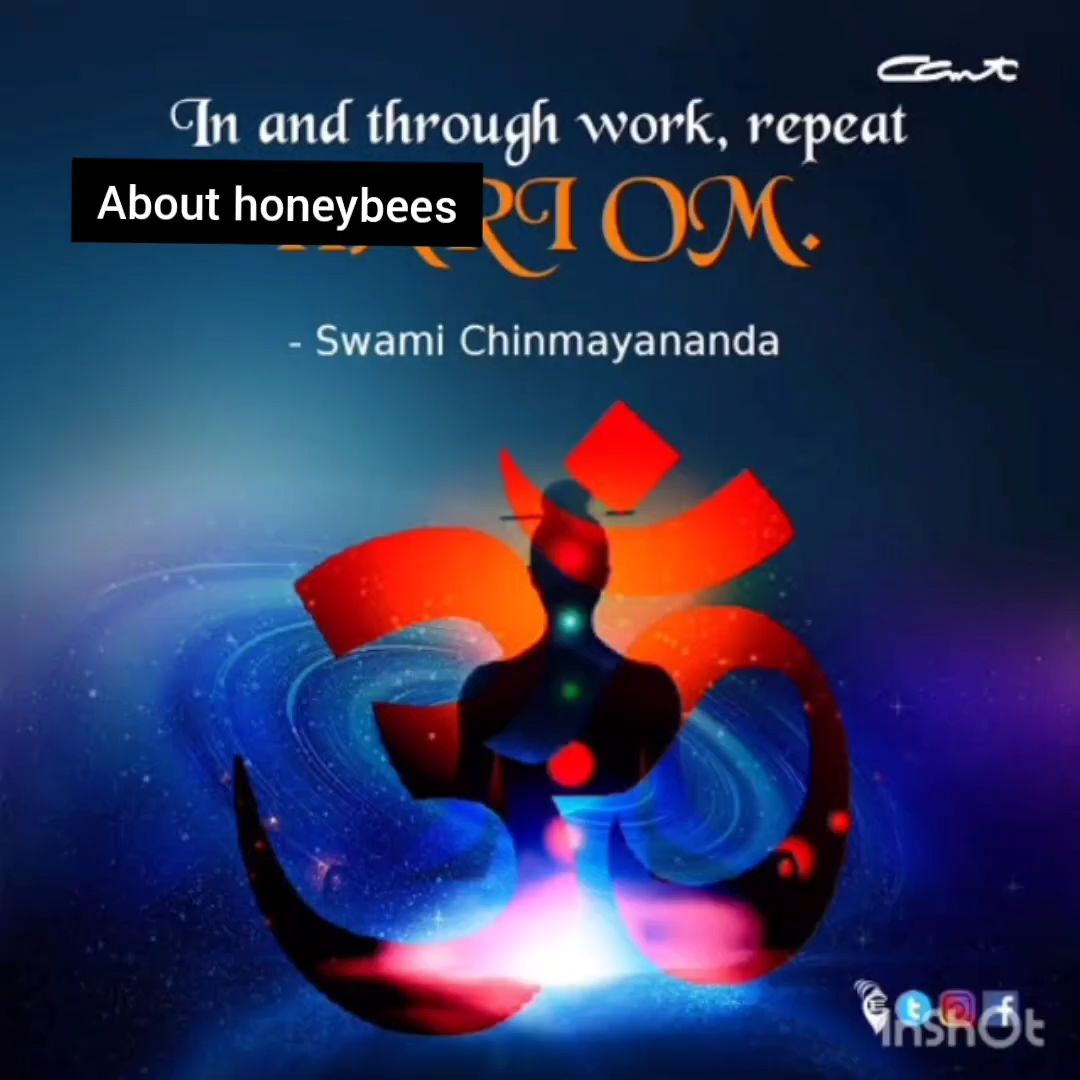 In and through work, repeat
About honeybees
OM.
- Swami Chinmayananda
InShOt